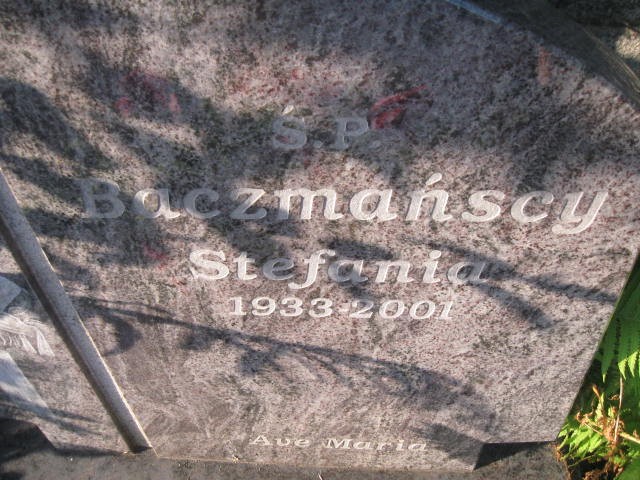 Ś.P.
Baczmańscy
Stefania
1933-2001
Ave Maria